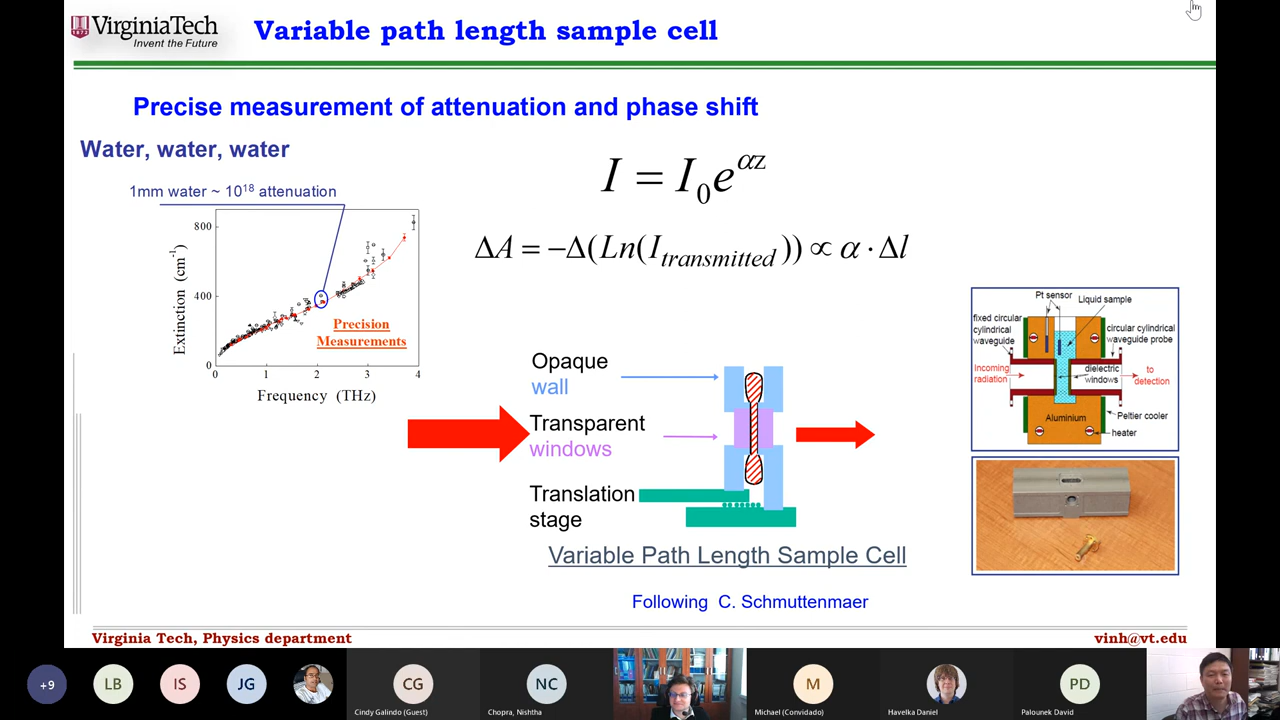 VirginiaTech
Invent the Future
Variable path length sample cell
Precise measurement of attenuation and phase shift
Water, water, water
1mm water ~ 10¹⁸ attenuation
I = I₀e^{αz}
ΔA = −Δ(Ln(I_{transmitted})) ∝ α · Δl
Extinction (cm⁻¹)
800
400
0
0
1
2
3
4
Precision
Measurements
Frequency (THz)
Opaque
wall
Transparent
windows
Translation
stage
Variable Path Length Sample Cell
Following C. Schmuttenmaer
Pt sensor
Liquid sample
fixed circular
cylindrical
waveguide
circular cylindrical
waveguide probe
Incoming
radiation
dielectric
windows
to
detection
Aluminium
Peltier cooler
heater
Virginia Tech, Physics department
vinh@vt.edu
+9
LB
IS
JG
CG
Cindy Galindo (Guest)
NC
Chopra, Nishtha
M
Michael (Convidado)
Havelka Daniel
PD
Palounek David